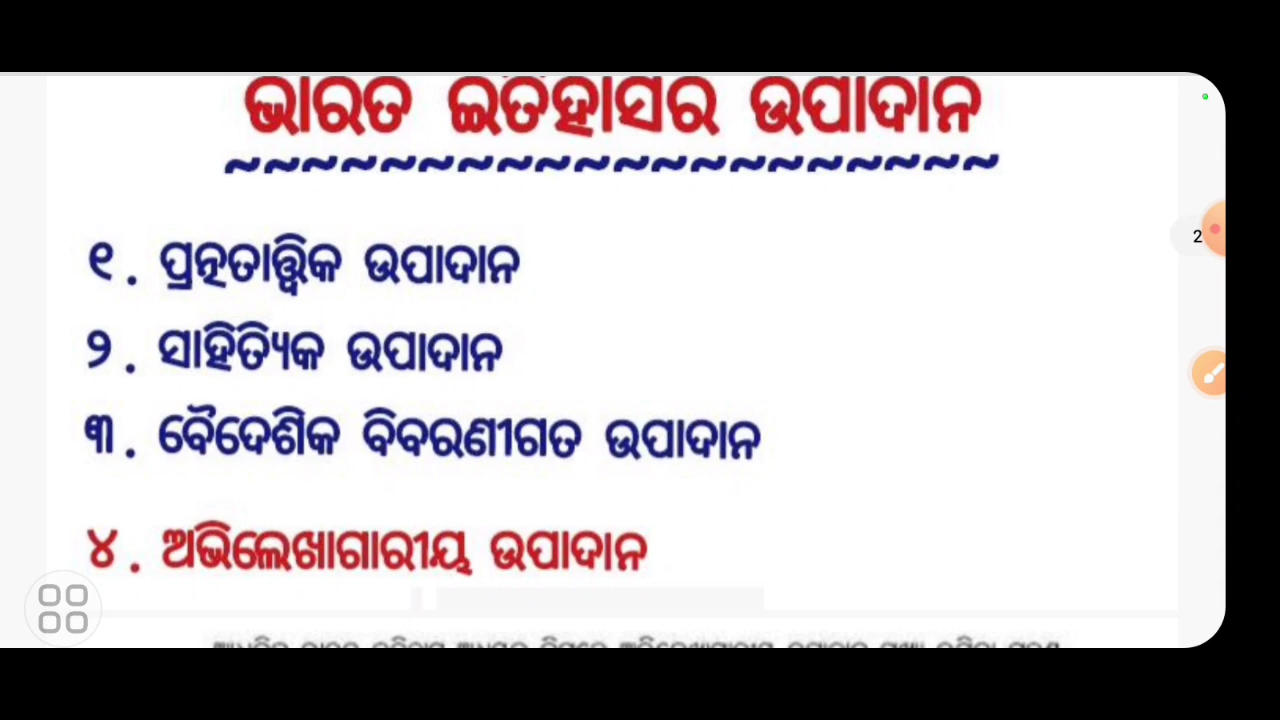 ଭାରତ ଇତିହାସର ଉପାଦାନ
~~~~~~~~~~~~~~~~~~~~
୧. ପ୍ରତ୍ନତାତ୍ତ୍ୱିକ ଉପାଦାନ
୨. ସାହିତ୍ୟିକ ଉପାଦାନ
୩. ବୈଦେଶିକ ବିବରଣୀଗତ ଉପାଦାନ
୪. ଅଭିଲେଖାଗାରୀୟ ଉପାଦାନ
2